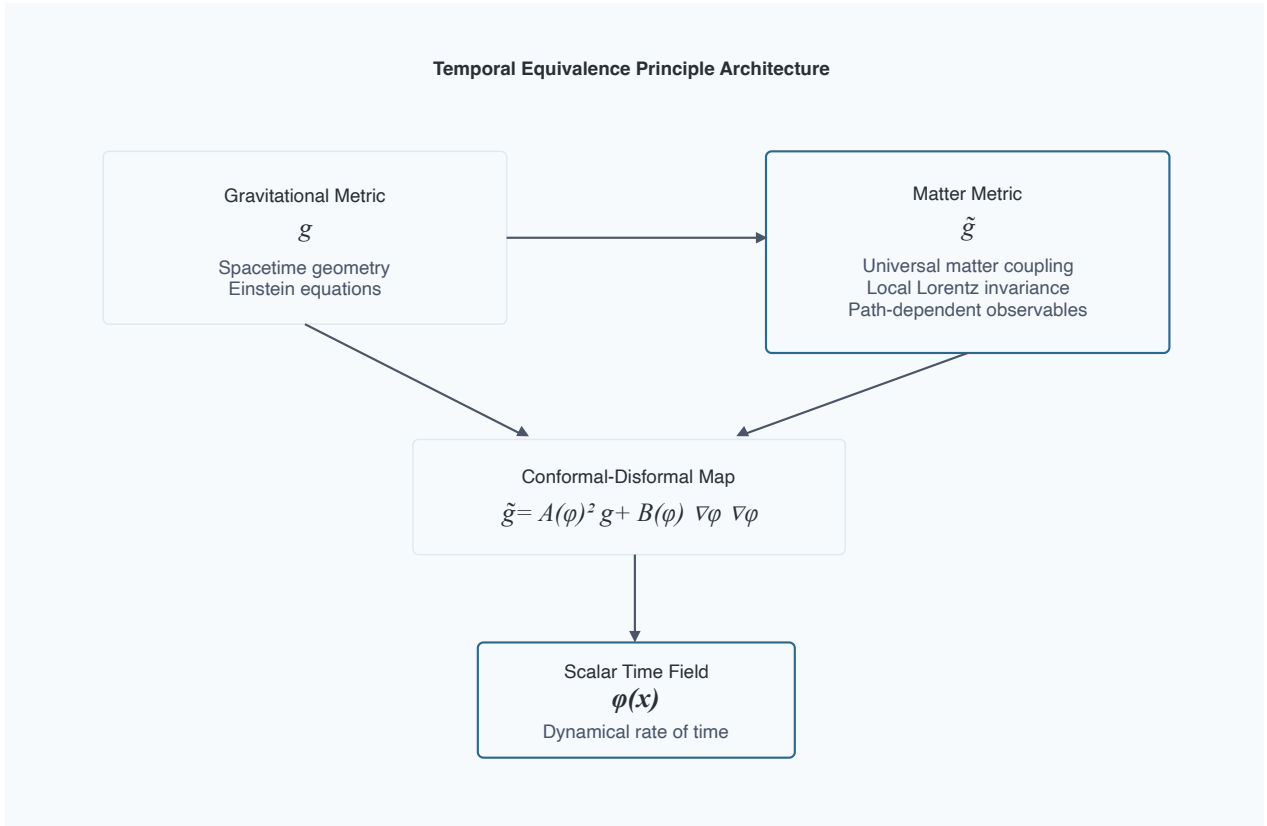 Temporal Equivalence Principle Architecture
Gravitational Metric
g
Spacetime geometry
Einstein equations
Matter Metric
g̃
Universal matter coupling
Local Lorentz invariance
Path-dependent observables
Conformal-Disformal Map
g̃= A(φ)² g+ B(φ) ∇φ ∇φ
Scalar Time Field
φ(x)
Dynamical rate of time